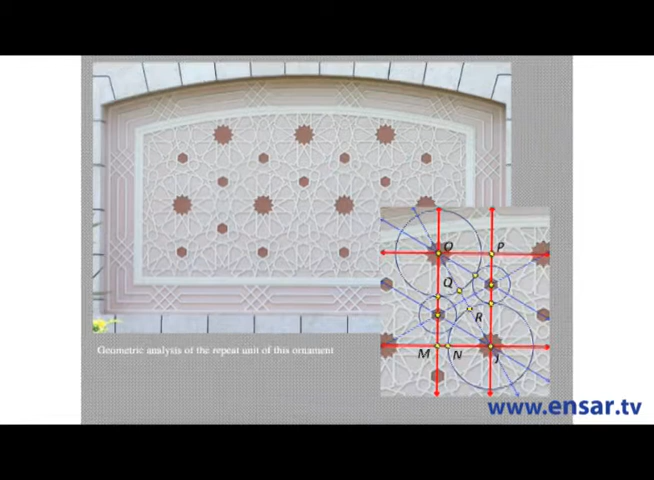 O P
Q
R
M N J
Geometric analysis of the repeat unit of this ornament
www.ensar.tv